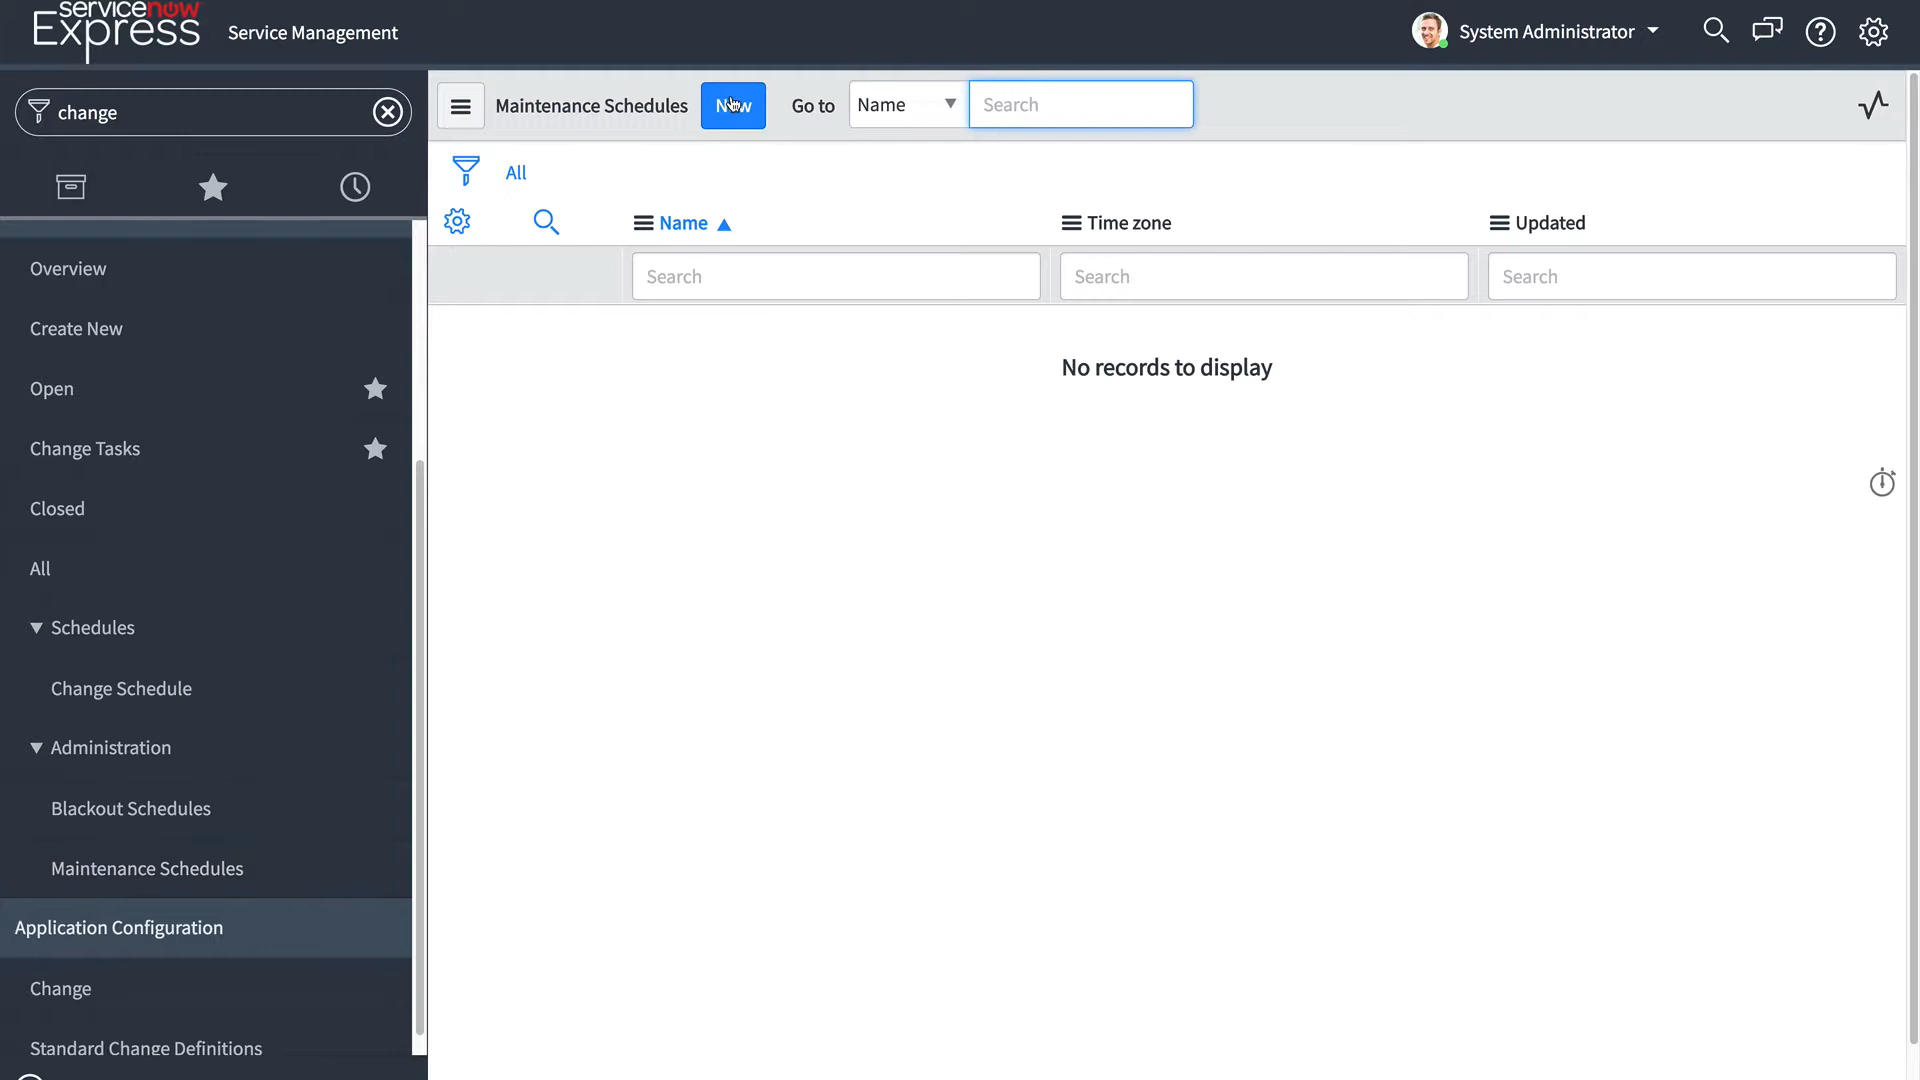 servicenow
Express
Service Management
System Administrator
change
Maintenance Schedules
New
Go to
Name
Search
All
Name
Time zone
Updated
Search
Search
Search
No records to display
Overview
Create New
Open
Change Tasks
Closed
All
Schedules
Change Schedule
Administration
Blackout Schedules
Maintenance Schedules
Application Configuration
Change
Standard Change Definitions